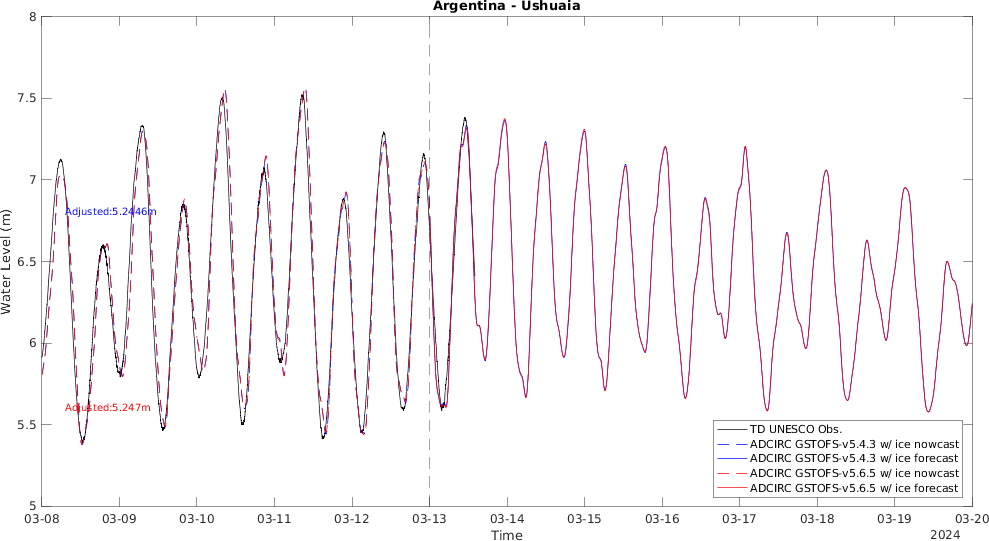 Argentina - Ushuaia
8
7.5
7
6.5
6
5.5
5
Water Level (m)
Adjusted:5.2446m
Adjusted:5.247m
TD UNESCO Obs.
ADCIRC GSTOFS-v5.4.3 w/ ice nowcast
ADCIRC GSTOFS-v5.4.3 w/ ice forecast
ADCIRC GSTOFS-v5.6.5 w/ ice nowcast
ADCIRC GSTOFS-v5.6.5 w/ ice forecast
03-08 03-09 03-10 03-11 03-12 03-13 03-14 03-15 03-16 03-17 03-18 03-19 03-20
Time
2024